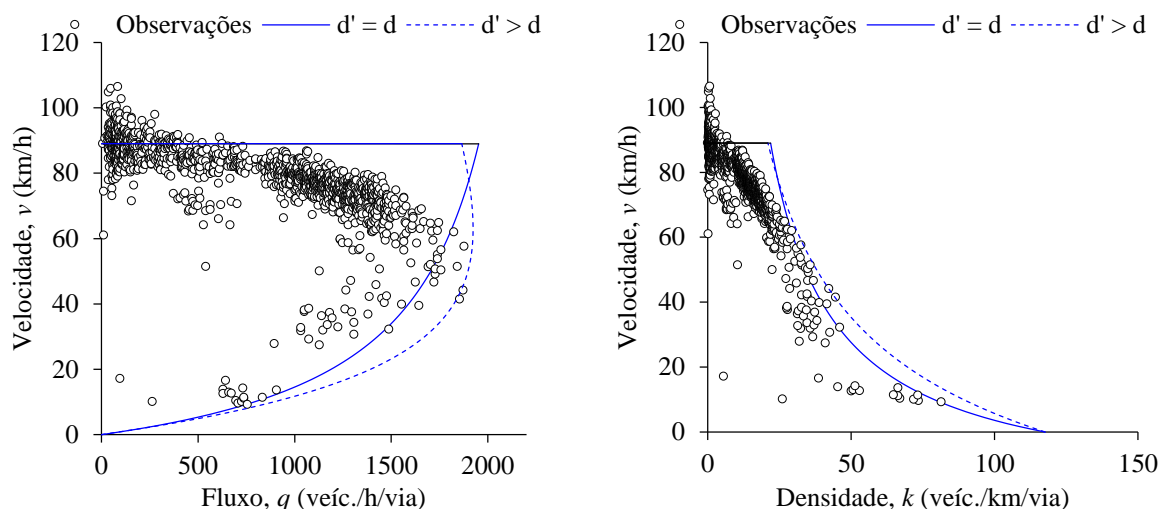 Observações d' = d d' > d
120
100
80
60
40
20
0
Velocidade, v (km/h)
0 500 1000 1500 2000
Fluxo, q (veíc./h/via)
Observações d' = d d' > d
120
100
80
60
40
20
0
Velocidade, v (km/h)
0 50 100 150
Densidade, k (veíc./km/via)